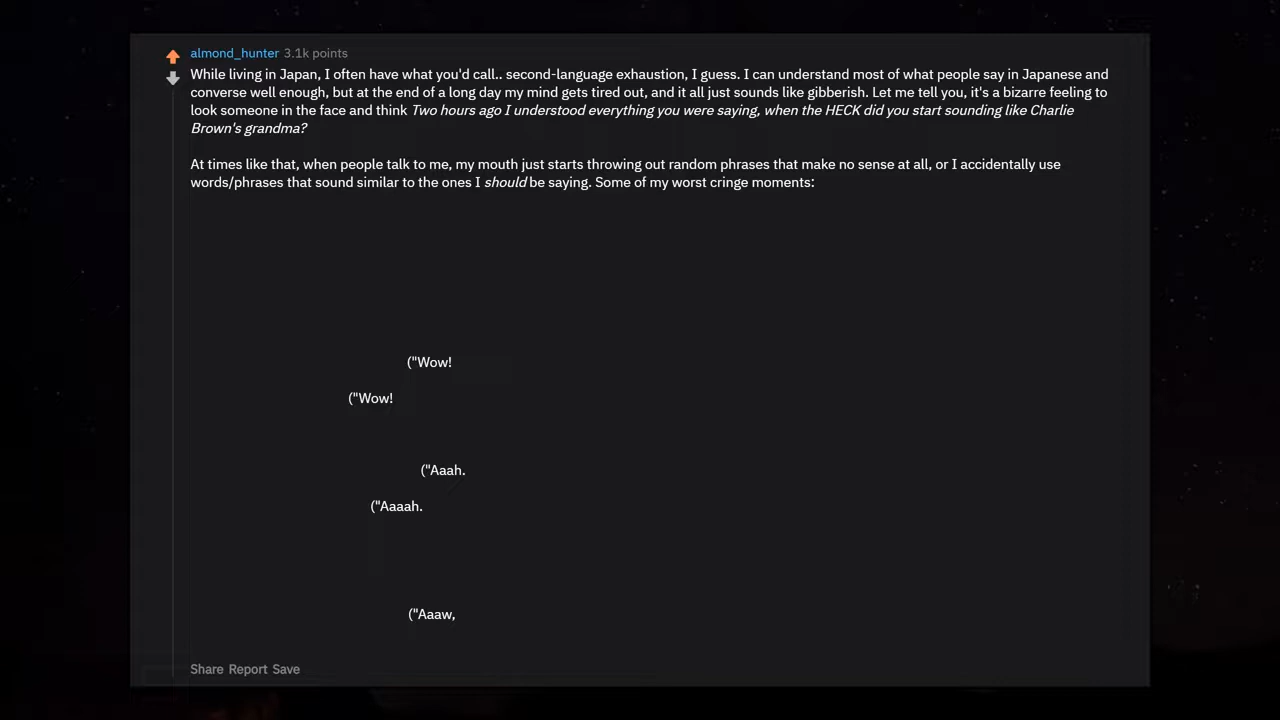 almond_hunter 3.1k points
While living in Japan, I often have what you'd call.. second-language exhaustion, I guess. I can understand most of what people say in Japanese and
converse well enough, but at the end of a long day my mind gets tired out, and it all just sounds like gibberish. Let me tell you, it's a bizarre feeling to
look someone in the face and think Two hours ago I understood everything you were saying, when the HECK did you start sounding like Charlie
Brown's grandma?
At times like that, when people talk to me, my mouth just starts throwing out random phrases that make no sense at all, or I accidentally use
words/phrases that sound similar to the ones I should be saying. Some of my worst cringe moments:
("Wow!
("Wow!
("Aaah.
("Aaaah.
("Aaaw,
Share Report Save